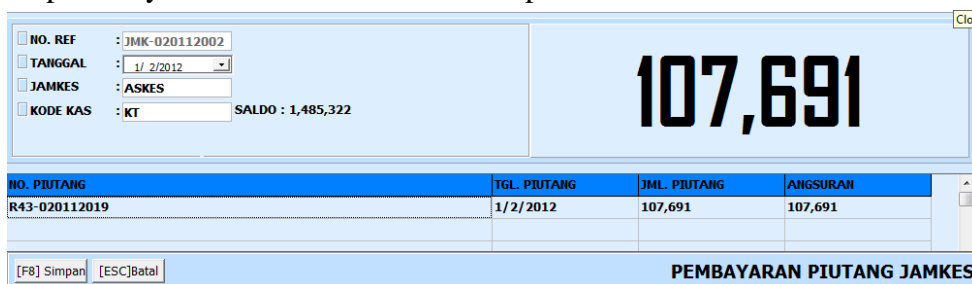 Clo
NO. REF : JMK-020112002
TANGGAL : 1/ 2/2012
JAMKES : ASKES
KODE KAS : KT SALDO : 1,485,322
107,691
NO. PIUTANG TGL. PIUTANG JML. PIUTANG ANGSURAN
R43-020112019 1/2/2012 107,691 107,691
[F8] Simpan [ESC]Batal PEMBAYARAN PIUTANG JAMKES